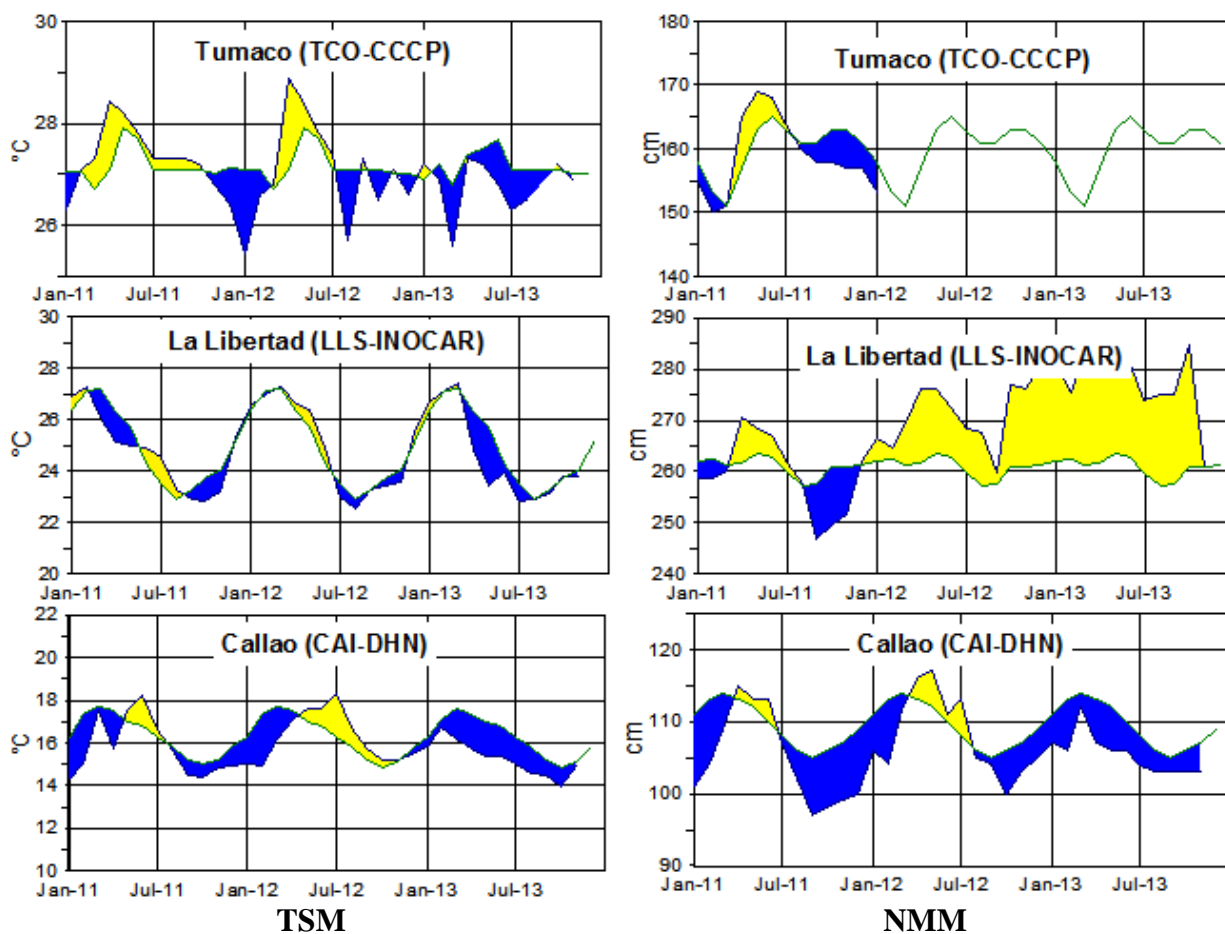 30
Tumaco (TCO-CCCP)
28
°C
26
Jan-11 Jul-11 Jan-12 Jul-12 Jan-13 Jul-13
180
Tumaco (TCO-CCCP)
170
160
cm
150
140
Jan-11 Jul-11 Jan-12 Jul-12 Jan-13 Jul-13
30
La Libertad (LLS-INOCAR)
28
26
°C
24
22
20
Jan-11 Jul-11 Jan-12 Jul-12 Jan-13 Jul-13
290
La Libertad (LLS-INOCAR)
280
270
cm
260
250
240
Jan-11 Jul-11 Jan-12 Jul-12 Jan-13 Jul-13
22
Callao (CAI-DHN)
20
18
°C
16
14
12
10
Jan-11 Jul-11 Jan-12 Jul-12 Jan-13 Jul-13
TSM
120
Callao (CAI-DHN)
110
cm
100
90
Jan-11 Jul-11 Jan-12 Jul-12 Jan-13 Jul-13
NMM